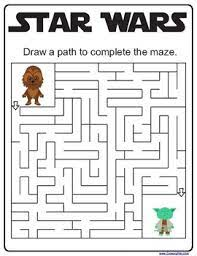 STAR WARS
Draw a path to complete the maze.